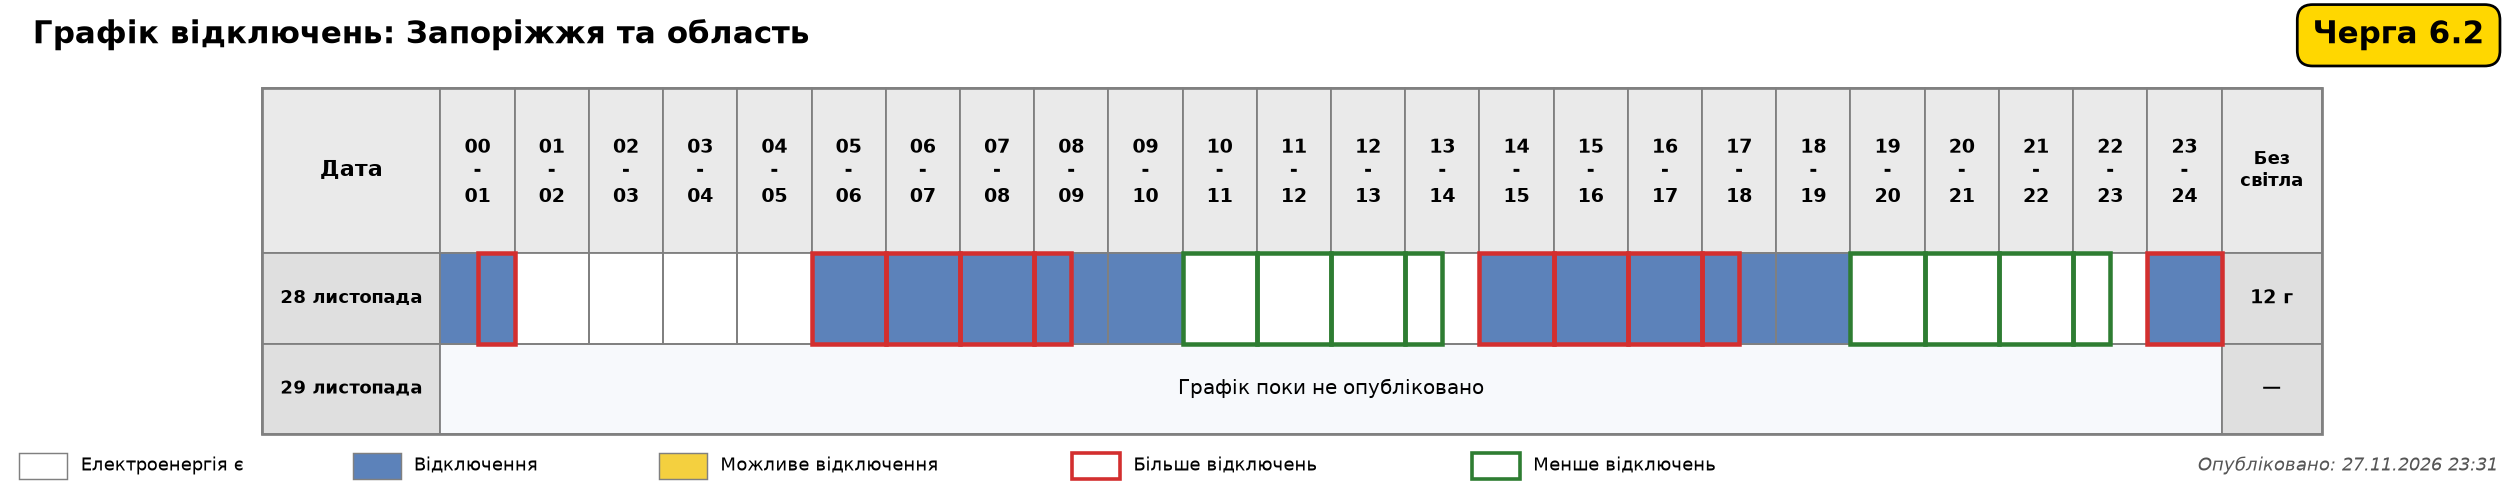 Графік відключень: Запоріжжя та область
Черга 6.2
Дата
00 - 01
01 - 02
02 - 03
03 - 04
04 - 05
05 - 06
06 - 07
07 - 08
08 - 09
09 - 10
10 - 11
11 - 12
12 - 13
13 - 14
14 - 15
15 - 16
16 - 17
17 - 18
18 - 19
19 - 20
20 - 21
21 - 22
22 - 23
23 - 24
Без
світла
28 листопада
12 г
29 листопада
Графік поки не опубліковано
—
Електроенергія є
Відключення
Можливе відключення
Більше відключень
Менше відключень
Опубліковано: 27.11.2026 23:31